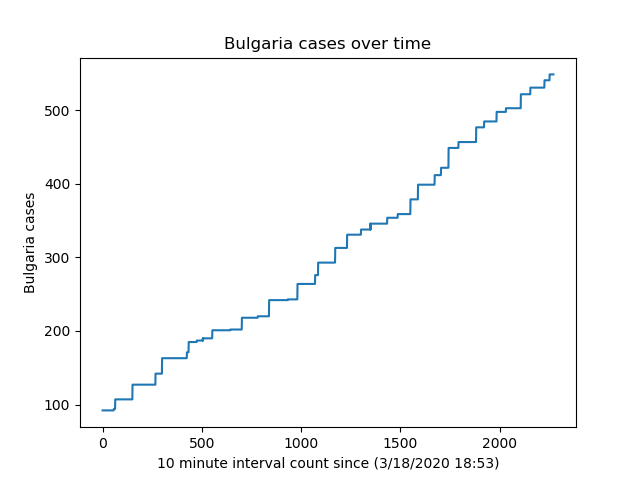 Bulgaria cases over time
500
400
300
200
100
Bulgaria cases
0 500 1000 1500 2000
10 minute interval count since (3/18/2020 18:53)